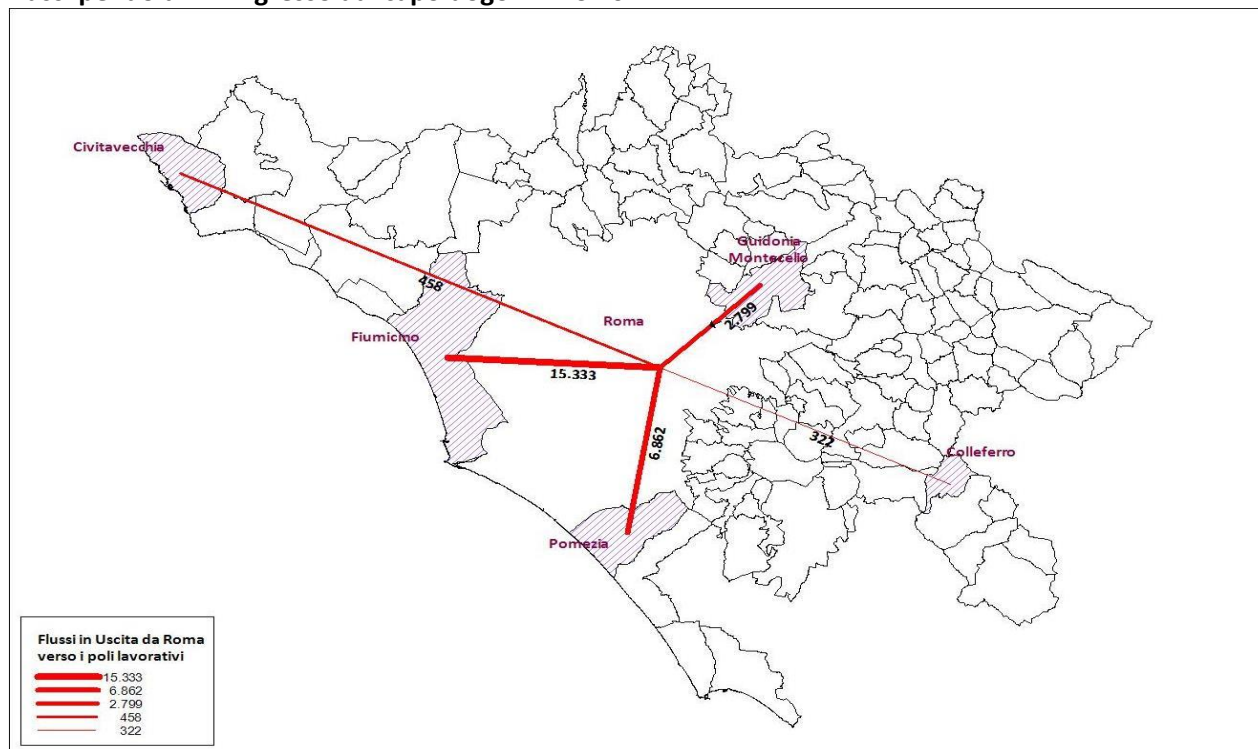 Civitavecchia
Guidonia
Montecello
458
2.799
Roma
Fiumicino
15.333
6.862
322
Colleferro
Pomezia
Flussi in Uscita da Roma
verso i poli lavorativi
15.333
6.862
2.799
458
322